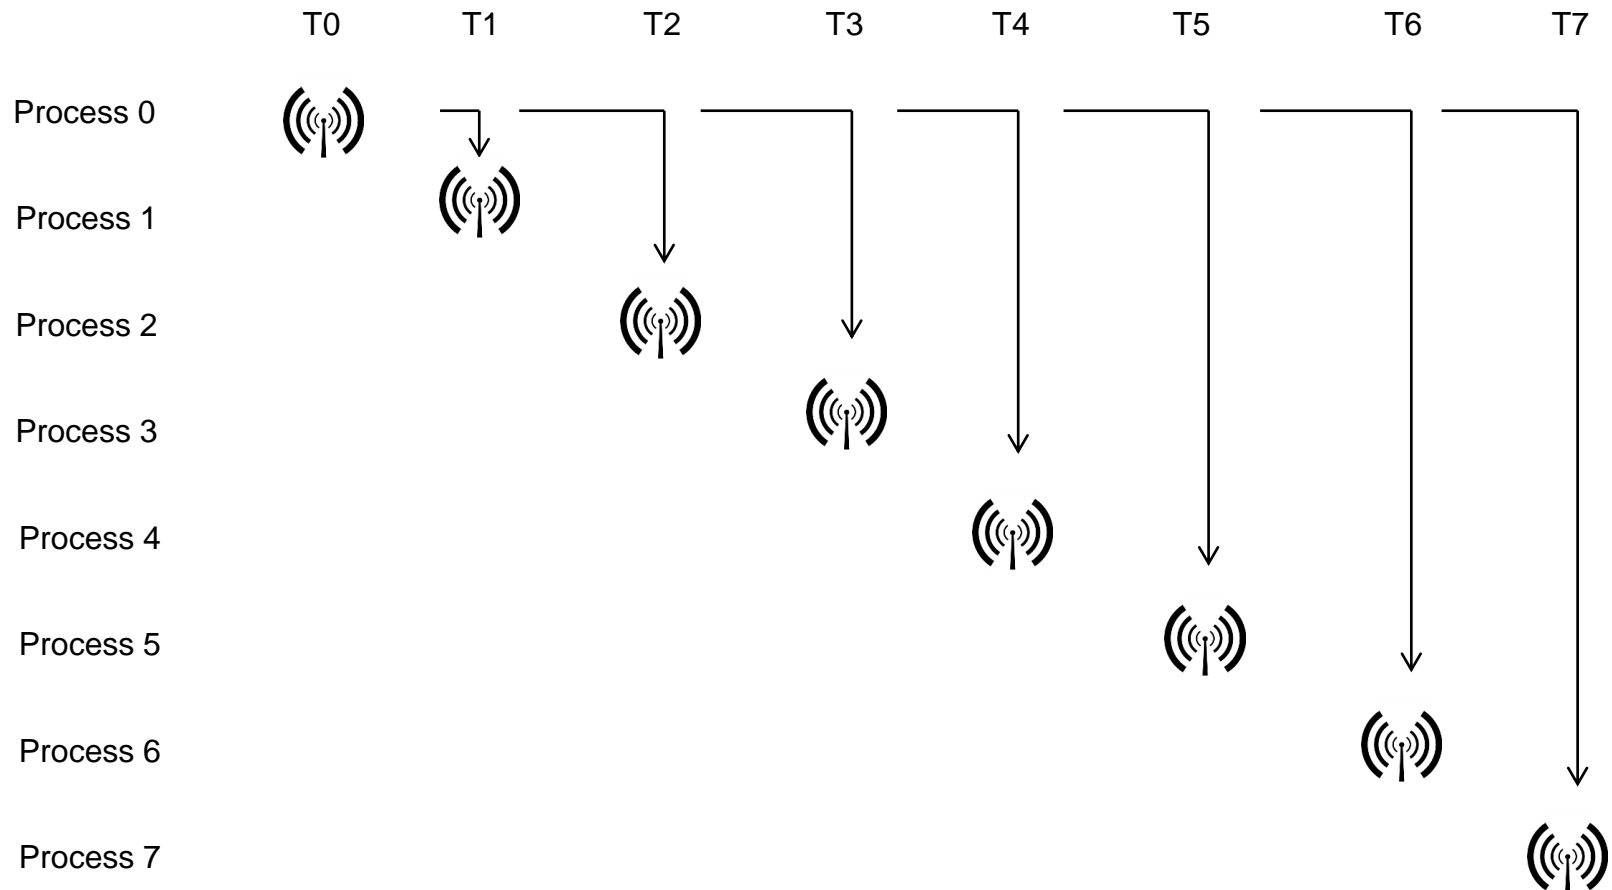 T0 T1 T2 T3 T4 T5 T6 T7
Process 0
Process 1
Process 2
Process 3
Process 4
Process 5
Process 6
Process 7